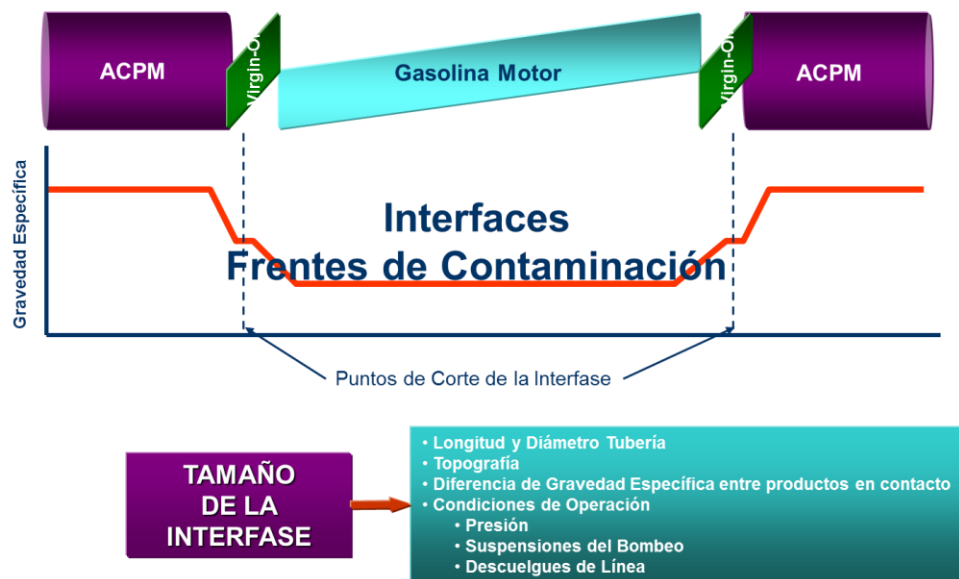 ACPM
Virgin-Oil
Gasolina Motor
Virgin-Oil
ACPM
Gravedad Específica
Interfaces
Frentes de Contaminación
Puntos de Corte de la Interfase
TAMAÑO
DE LA
INTERFASE
• Longitud y Diámetro Tubería
• Topografía
• Diferencia de Gravedad Específica entre productos en contacto
• Condiciones de Operación
• Presión
• Suspensiones del Bombeo
• Descuelgues de Línea